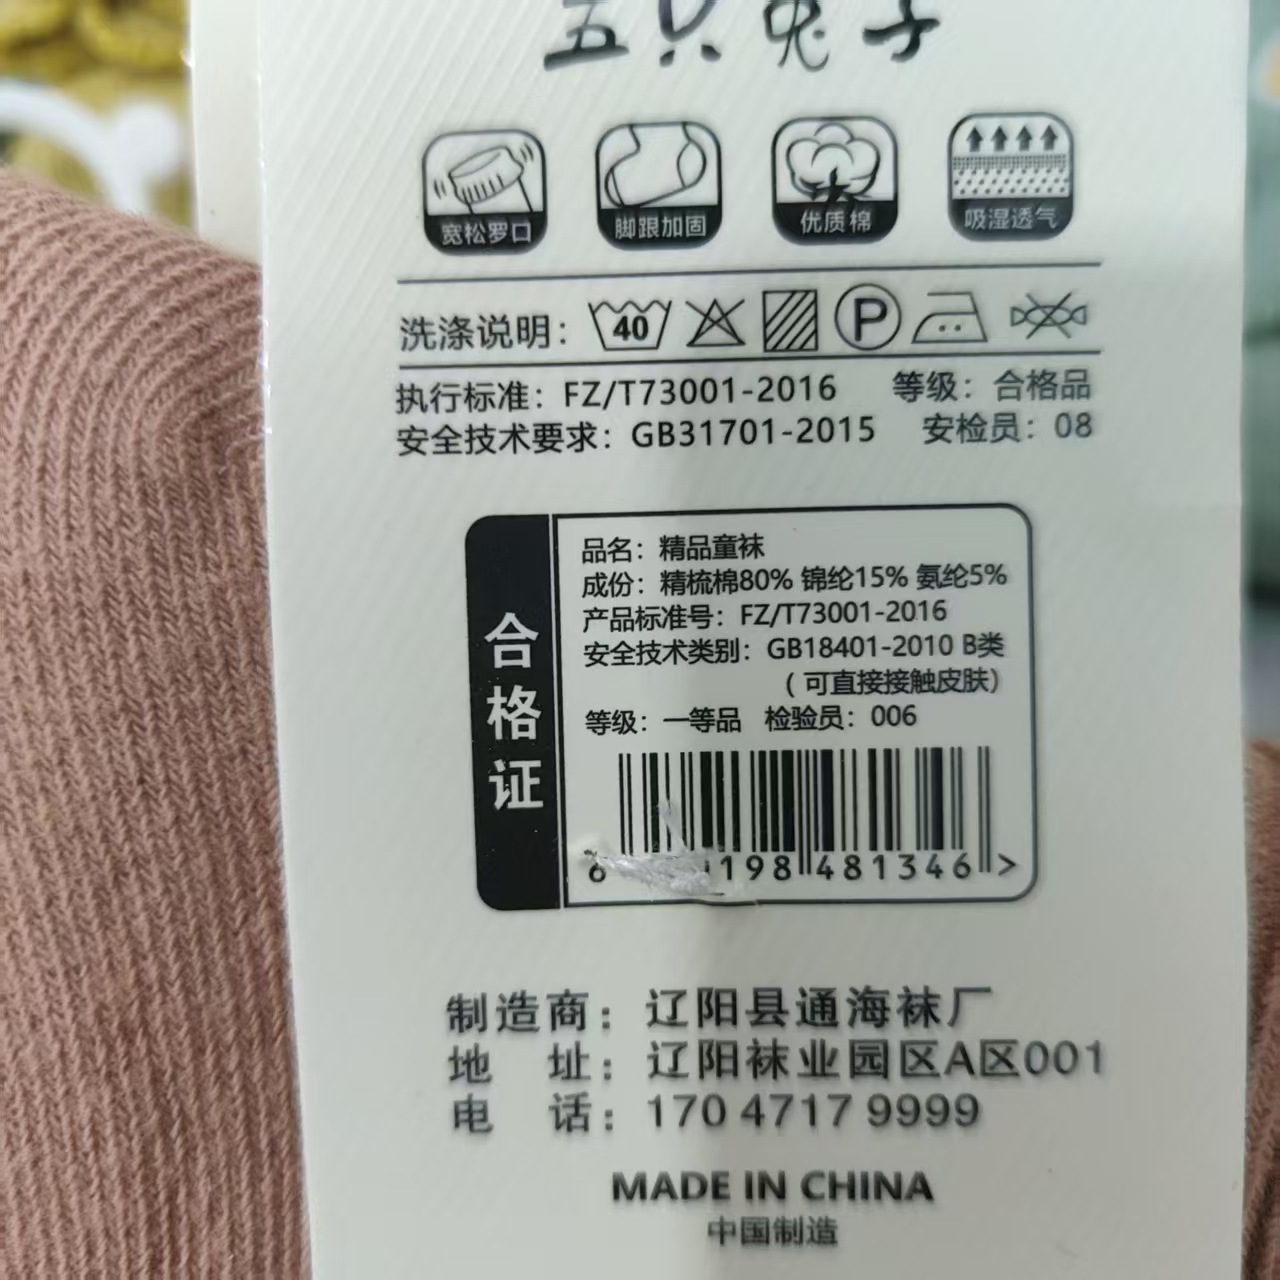 五只兔子
宽松罗口 脚跟加固 优质棉 吸湿透气
洗涤说明： 40 P
执行标准：FZ/T73001-2016 等级：合格品
安全技术要求：GB31701-2015 安检员：08
合格证
品名：精品童袜
成份：精梳棉80% 锦纶15% 氨纶5%
产品标准号：FZ/T73001-2016
安全技术类别：GB18401-2010 B类
（可直接接触皮肤）
等级：一等品 检验员：006
6 198 481346 >
制造商：辽阳县通海袜厂
地 址：辽阳袜业园区A区001
电 话：170 4717 9999
MADE IN CHINA
中国制造